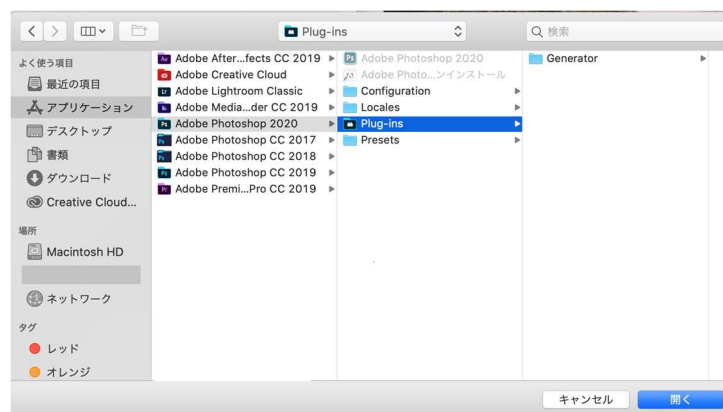 Plug-ins
検索
よく使う項目
最近の項目
アプリケーション
デスクトップ
書類
ダウンロード
Creative Cloud...
場所
Macintosh HD
ネットワーク
タグ
レッド
オレンジ
Adobe After...fects CC 2019
Adobe Creative Cloud
Adobe Lightroom Classic
Adobe Media...der CC 2019
Adobe Photoshop 2020
Adobe Photoshop CC 2017
Adobe Photoshop CC 2018
Adobe Photoshop CC 2019
Adobe Premi...Pro CC 2019
Adobe Photoshop 2020
Adobe Photo...ンインストール
Configuration
Locales
Plug-ins
Presets
Generator
キャンセル
開く